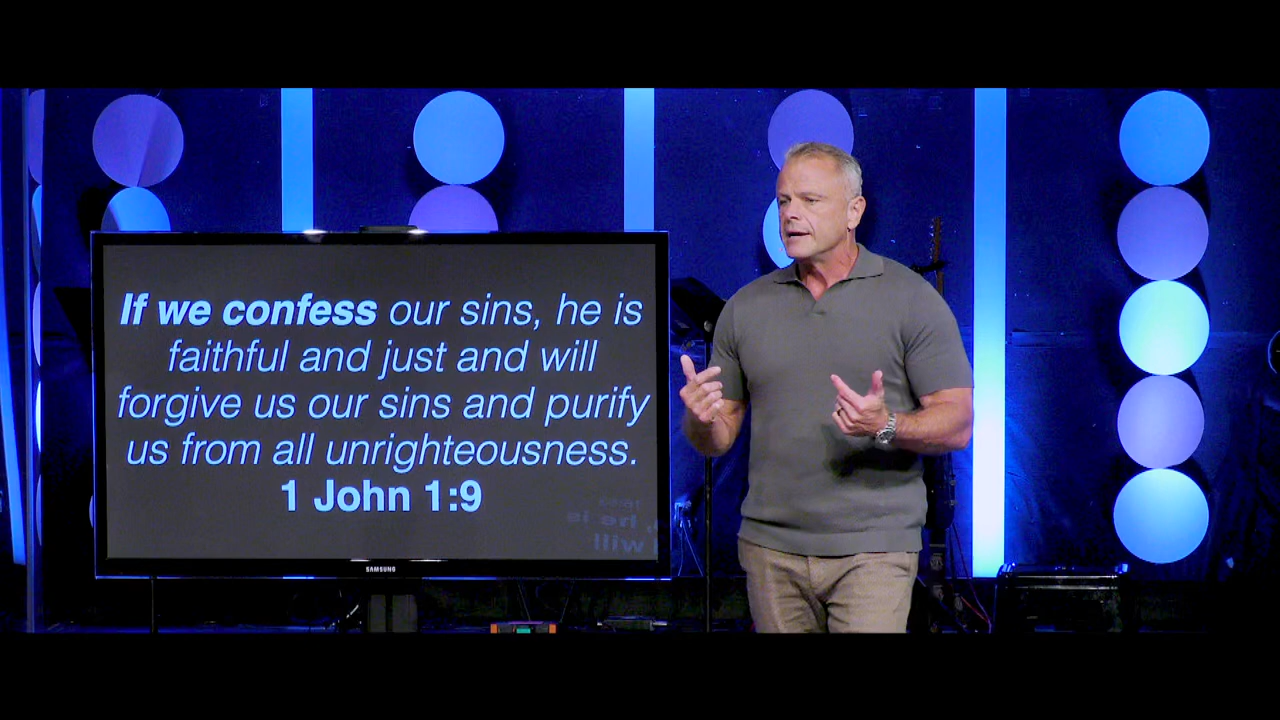 If we confess our sins, he is
faithful and just and will
forgive us our sins and purify
us from all unrighteousness.
1 John 1:9
SAMSUNG